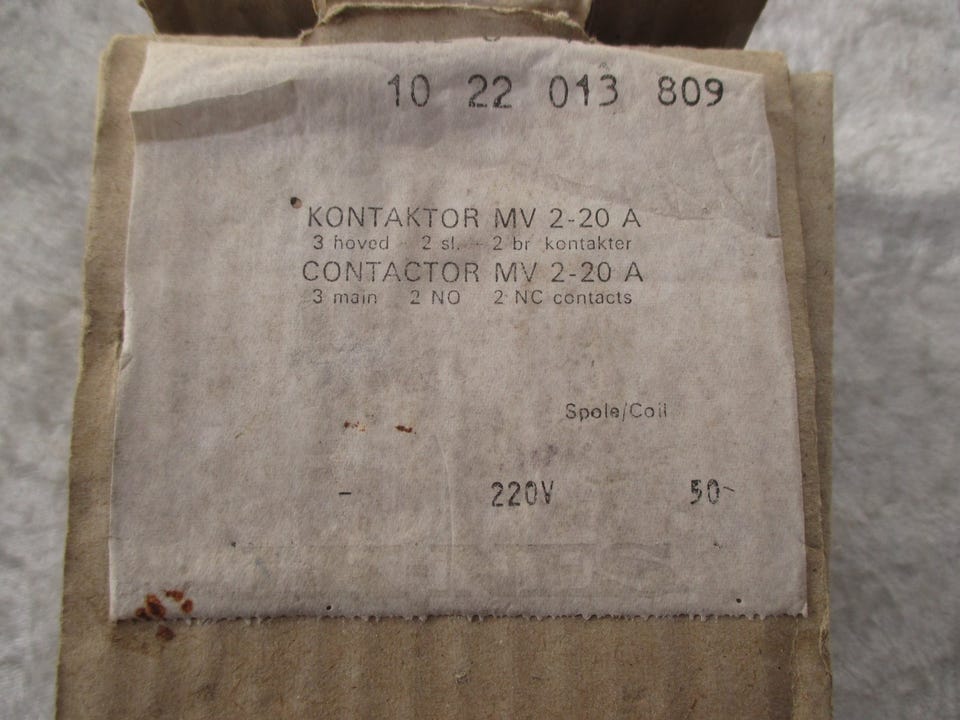 10 22 013 809
KONTAKTOR MV 2-20 A
3 hoved - 2 sl. - 2 br kontakter
CONTACTOR MV 2-20 A
3 main 2 NO 2 NC contacts
Spole/Coil
- 220V 50~